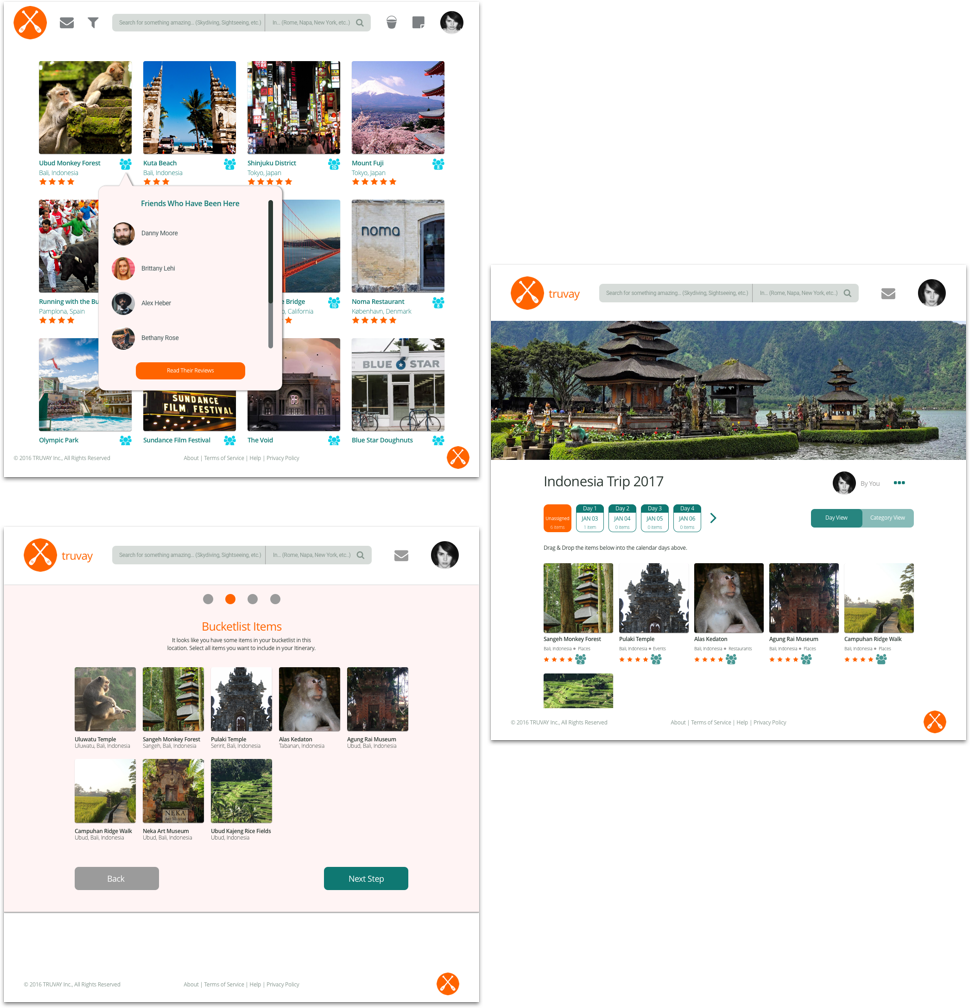 Search for something amazing... (Skydiving, Sightseeing, etc.) In... (Rome, Napa, New York, etc..)
Ubud Monkey Forest
Bali, Indonesia
Kuta Beach
Bali, Indonesia
Shinjuku District
Tokyo, Japan
Mount Fuji
Tokyo, Japan
Friends Who Have Been Here
Danny Moore
Brittany Lehi
Alex Heber
Bethany Rose
Read Their Reviews
Running with the Bu
Pamplona, Spain
e Bridge
, California
noma
Noma Restaurant
København, Denmark
SUNDANCE
FILM FESTIVAL
BLUE STAR
Olympic Park
Sundance Film Festival
The Void
Blue Star Doughnuts
© 2016 TRUVAY Inc., All Rights Reserved
About | Terms of Service | Help | Privacy Policy
truvay
Search for something amazing... (Skydiving, Sightseeing, etc.) In... (Rome, Napa, New York, etc..)
Indonesia Trip 2017
By You
Unassigned
Day 1
JAN 03
1 item
Day 2
JAN 04
0 items
Day 3
JAN 05
0 items
Day 4
JAN 06
0 items
Day View
Category View
Drag & Drop the items below into the calendar days above.
Sangeh Monkey Forest
Bali, Indonesia • Places
Pulaki Temple
Bali, Indonesia • Events
Alas Kedaton
Bali, Indonesia • Restaurants
Agung Rai Museum
Bali, Indonesia • Places
Campuhan Ridge Walk
Bali, Indonesia • Places
© 2016 TRUVAY Inc., All Rights Reserved
About | Terms of Service | Help | Privacy Policy
truvay
Search for something amazing... (Skydiving, Sightseeing, etc.) In... (Rome, Napa, New York, etc..)
Bucketlist Items
It looks like you have some items in your bucketlist in this
location. Select all items you want to include in your Itinerary.
Uluwatu Temple
Uluwatu, Bali, Indonesia
Sangeh Monkey Forest
Sangeh, Bali, Indonesia
Pulaki Temple
Seririt, Bali, Indonesia
Alas Kedaton
Tabanan, Indonesia
Agung Rai Museum
Ubud, Bali, Indonesia
NEKA
Campuhan Ridge Walk
Ubud, Bali, Indonesia
Neka Art Museum
Ubud, Bali, Indonesia
Ubud Kajeng Rice Fields
Ubud, Indonesia
Back
Next Step
© 2016 TRUVAY Inc., All Rights Reserved
About | Terms of Service | Help | Privacy Policy